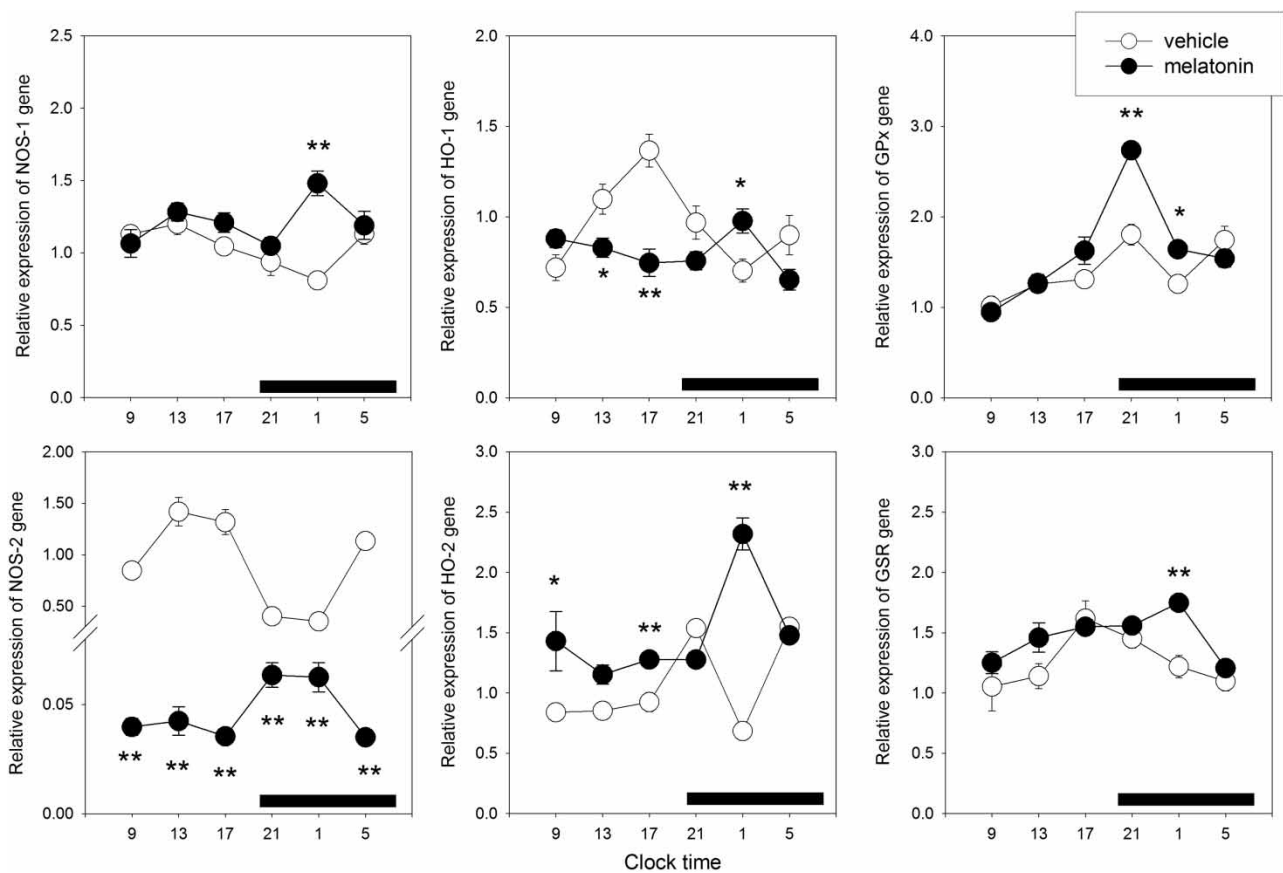 vehicle
melatonin
Relative expression of NOS-1 gene
2.5
2.0
1.5
1.0
0.5
0.0
**
9 13 17 21 1 5
Relative expression of HO-1 gene
2.0
1.5
1.0
0.5
0.0
*
**
*
9 13 17 21 1 5
Relative expression of GPx gene
4.0
3.0
2.0
1.0
0.0
**
*
9 13 17 21 1 5
Relative expression of NOS-2 gene
2.00
1.50
1.00
0.50
0.05
0.00
** ** ** ** ** **
9 13 17 21 1 5
Relative expression of HO-2 gene
3.0
2.5
2.0
1.5
1.0
0.5
0.0
*
**
**
9 13 17 21 1 5
Relative expression of GSR gene
3.0
2.5
2.0
1.5
1.0
0.5
0.0
**
9 13 17 21 1 5
Clock time